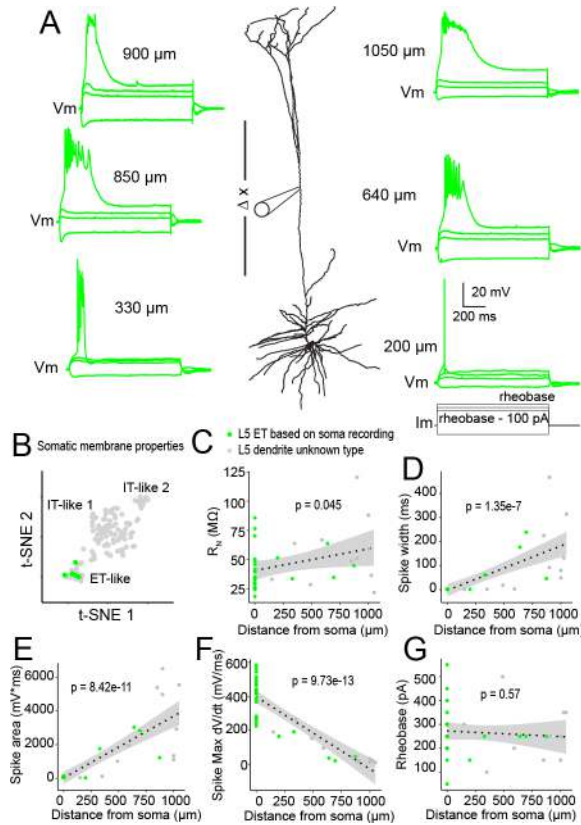 A
900 μm
1050 μm
Vm
Vm
850 μm
Δ x
640 μm
Vm
Vm
330 μm
20 mV
200 ms
200 μm
Vm
Vm
rheobase
Im
rheobase - 100 pA
L5 ET based on soma recording
L5 dendrite unknown type
B
Somatic membrane properties
IT-like 2
IT-like 1
ET-like
t-SNE 2
t-SNE 1
C
125
100
75
50
25
p = 0.045
RN (MΩ)
0 250 500 750 1000
Distance from soma (μm)
D
400
200
0
p = 1.35e-7
Spike width (ms)
0 250 500 750 1000
Distance from soma (μm)
E
6000
4000
2000
0
p = 8.42e-11
Spike area (mV*ms)
0 250 500 750 1000
Distance from soma (μm)
F
600
400
200
0
p = 9.73e-13
Spike Max dV/dt (mV/ms)
0 250 500 750 1000
Distance from soma (μm)
G
500
400
300
200
100
p = 0.57
Rheobase (pA)
0 250 500 750 1000
Distance from soma (μm)